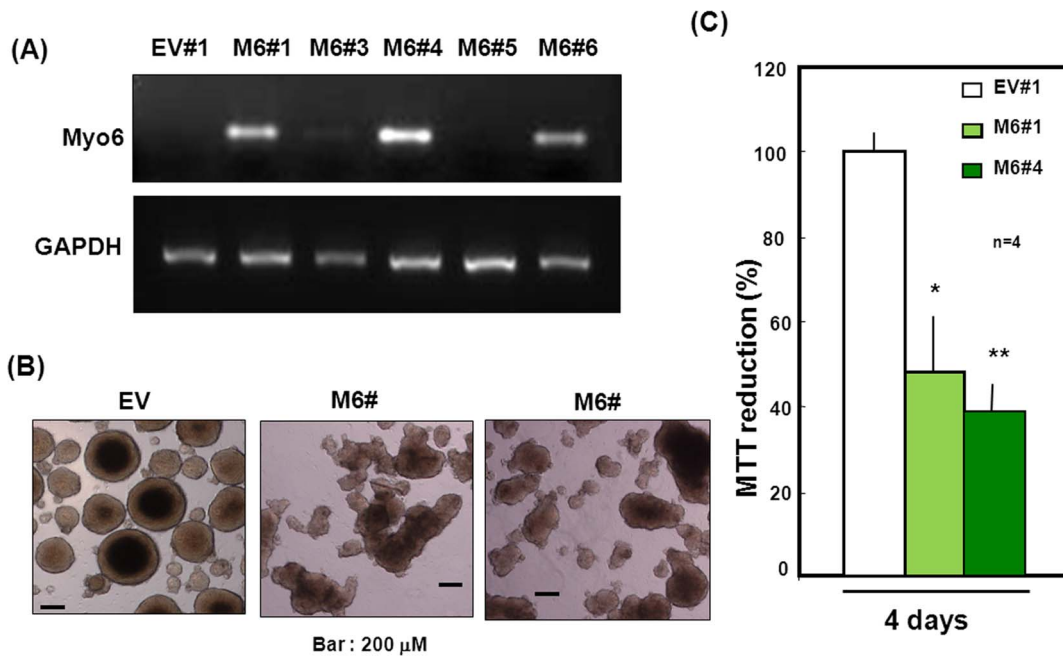 (A)
EV#1 M6#1 M6#3 M6#4 M6#5 M6#6
Myo6
GAPDH
(B)
EV M6# M6#
Bar : 200 μM
(C)
120
100
80
60
40
20
0
MTT reduction (%)
EV#1
M6#1
M6#4
n=4
*
**
4 days